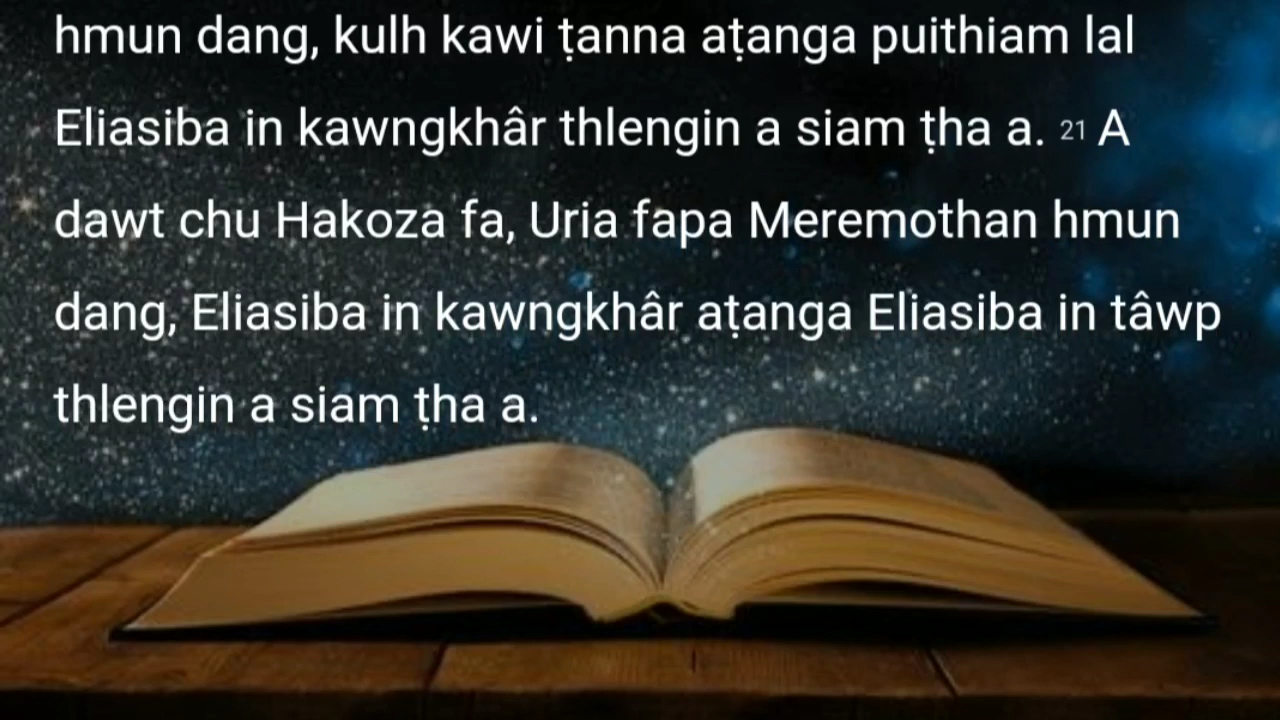 hmun dang, kulh kawi ṭanna aṭanga puithiam lal
Eliasiba in kawngkhâr thlengin a siam ṭha a. 21 A
dawt chu Hakoza fa, Uria fapa Meremothan hmun
dang, Eliasiba in kawngkhâr aṭanga Eliasiba in tâwp
thlengin a siam ṭha a.